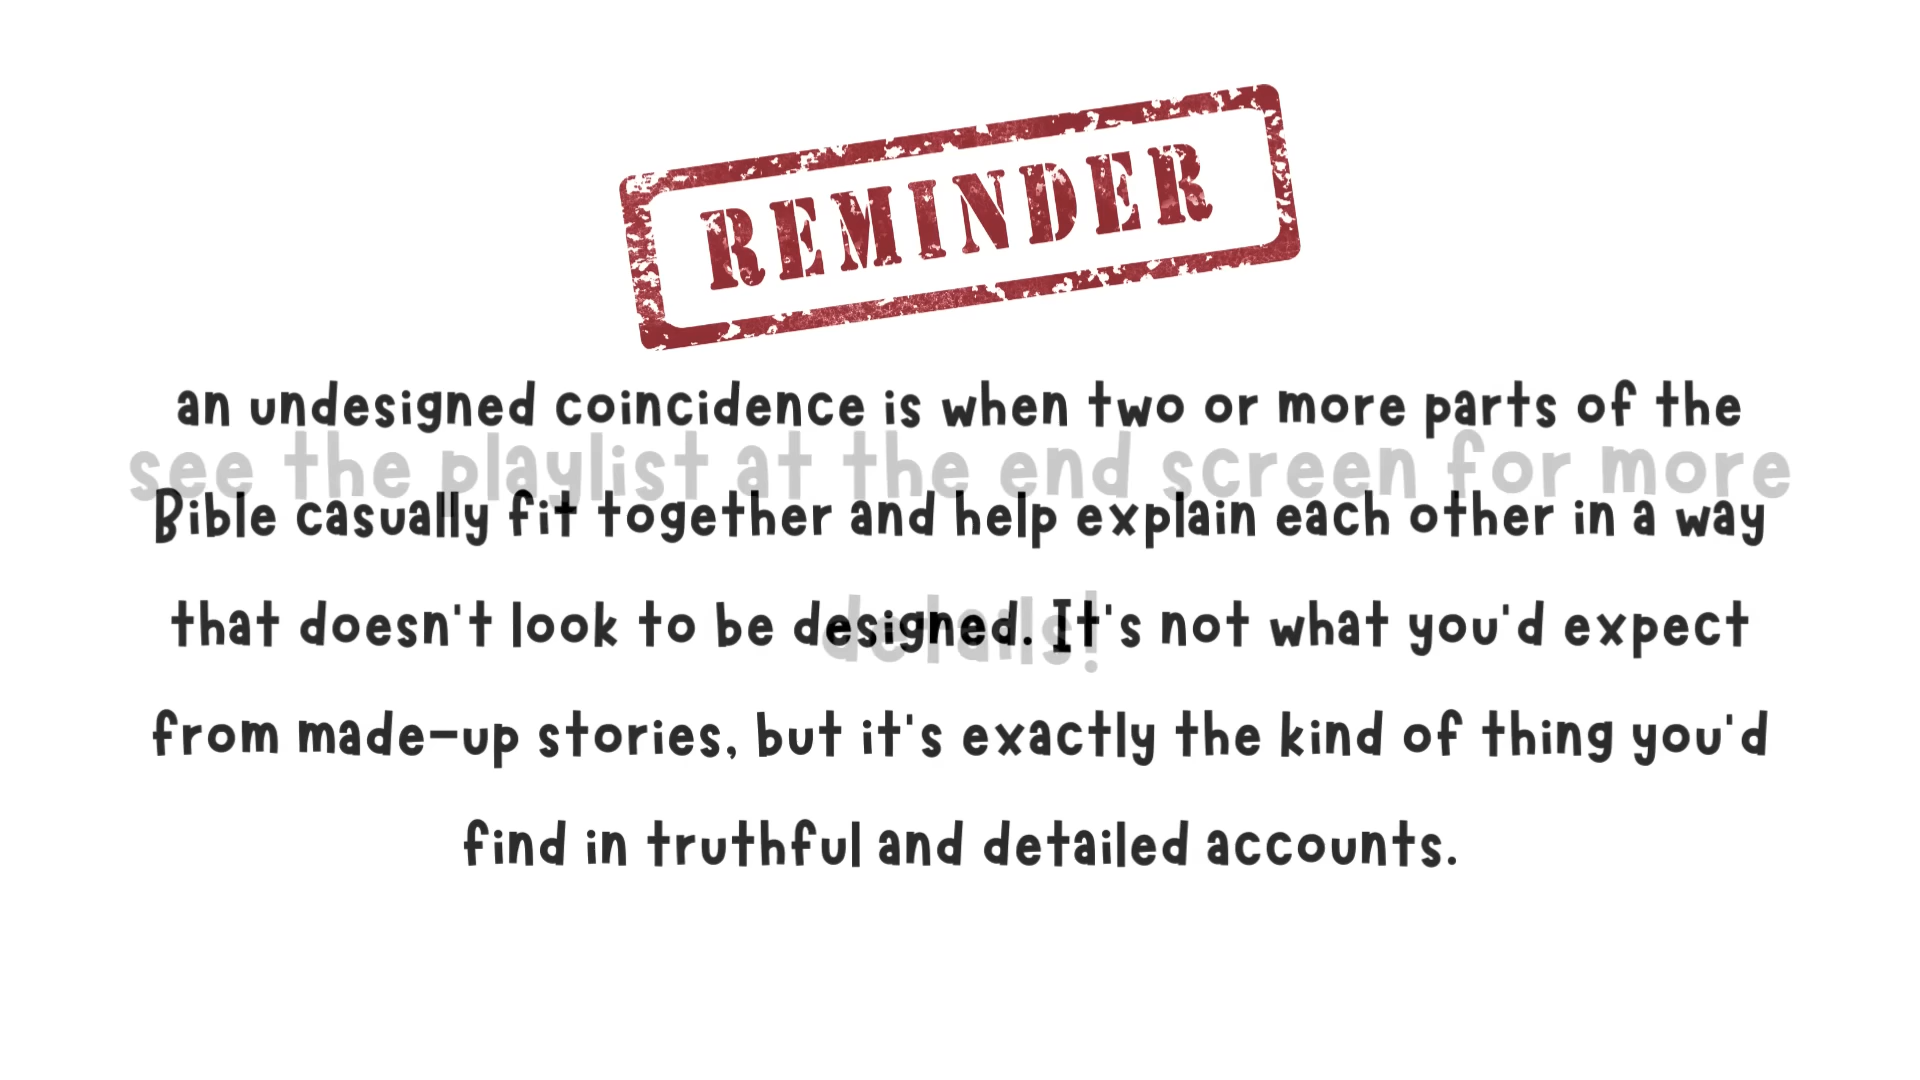 REMINDER
an undesigned coincidence is when two or more parts of the
see the playlist at the end screen for more
Bible casually fit together and help explain each other in a way
that doesn't look to be designed. It's not what you'd expect
details!
from made-up stories, but it's exactly the kind of thing you'd
find in truthful and detailed accounts.